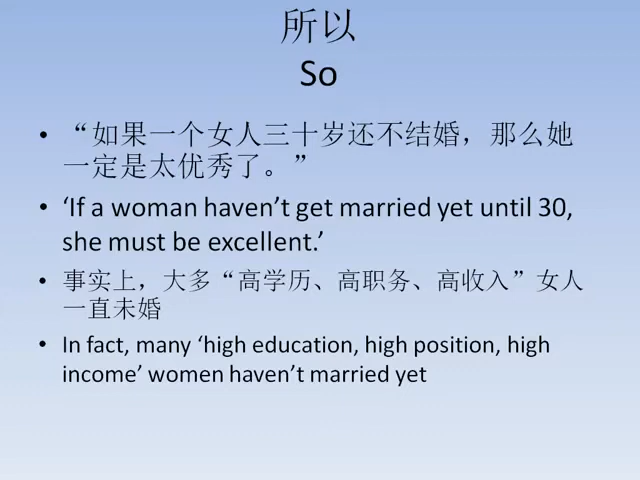 所以
So
• “如果一个女人三十岁还不结婚，那么她
一定是太优秀了。”
• ‘If a woman haven’t get married yet until 30,
she must be excellent.’
• 事实上，大多“高学历、高职务、高收入”女人
一直未婚
• In fact, many ‘high education, high position, high
income’ women haven’t married yet